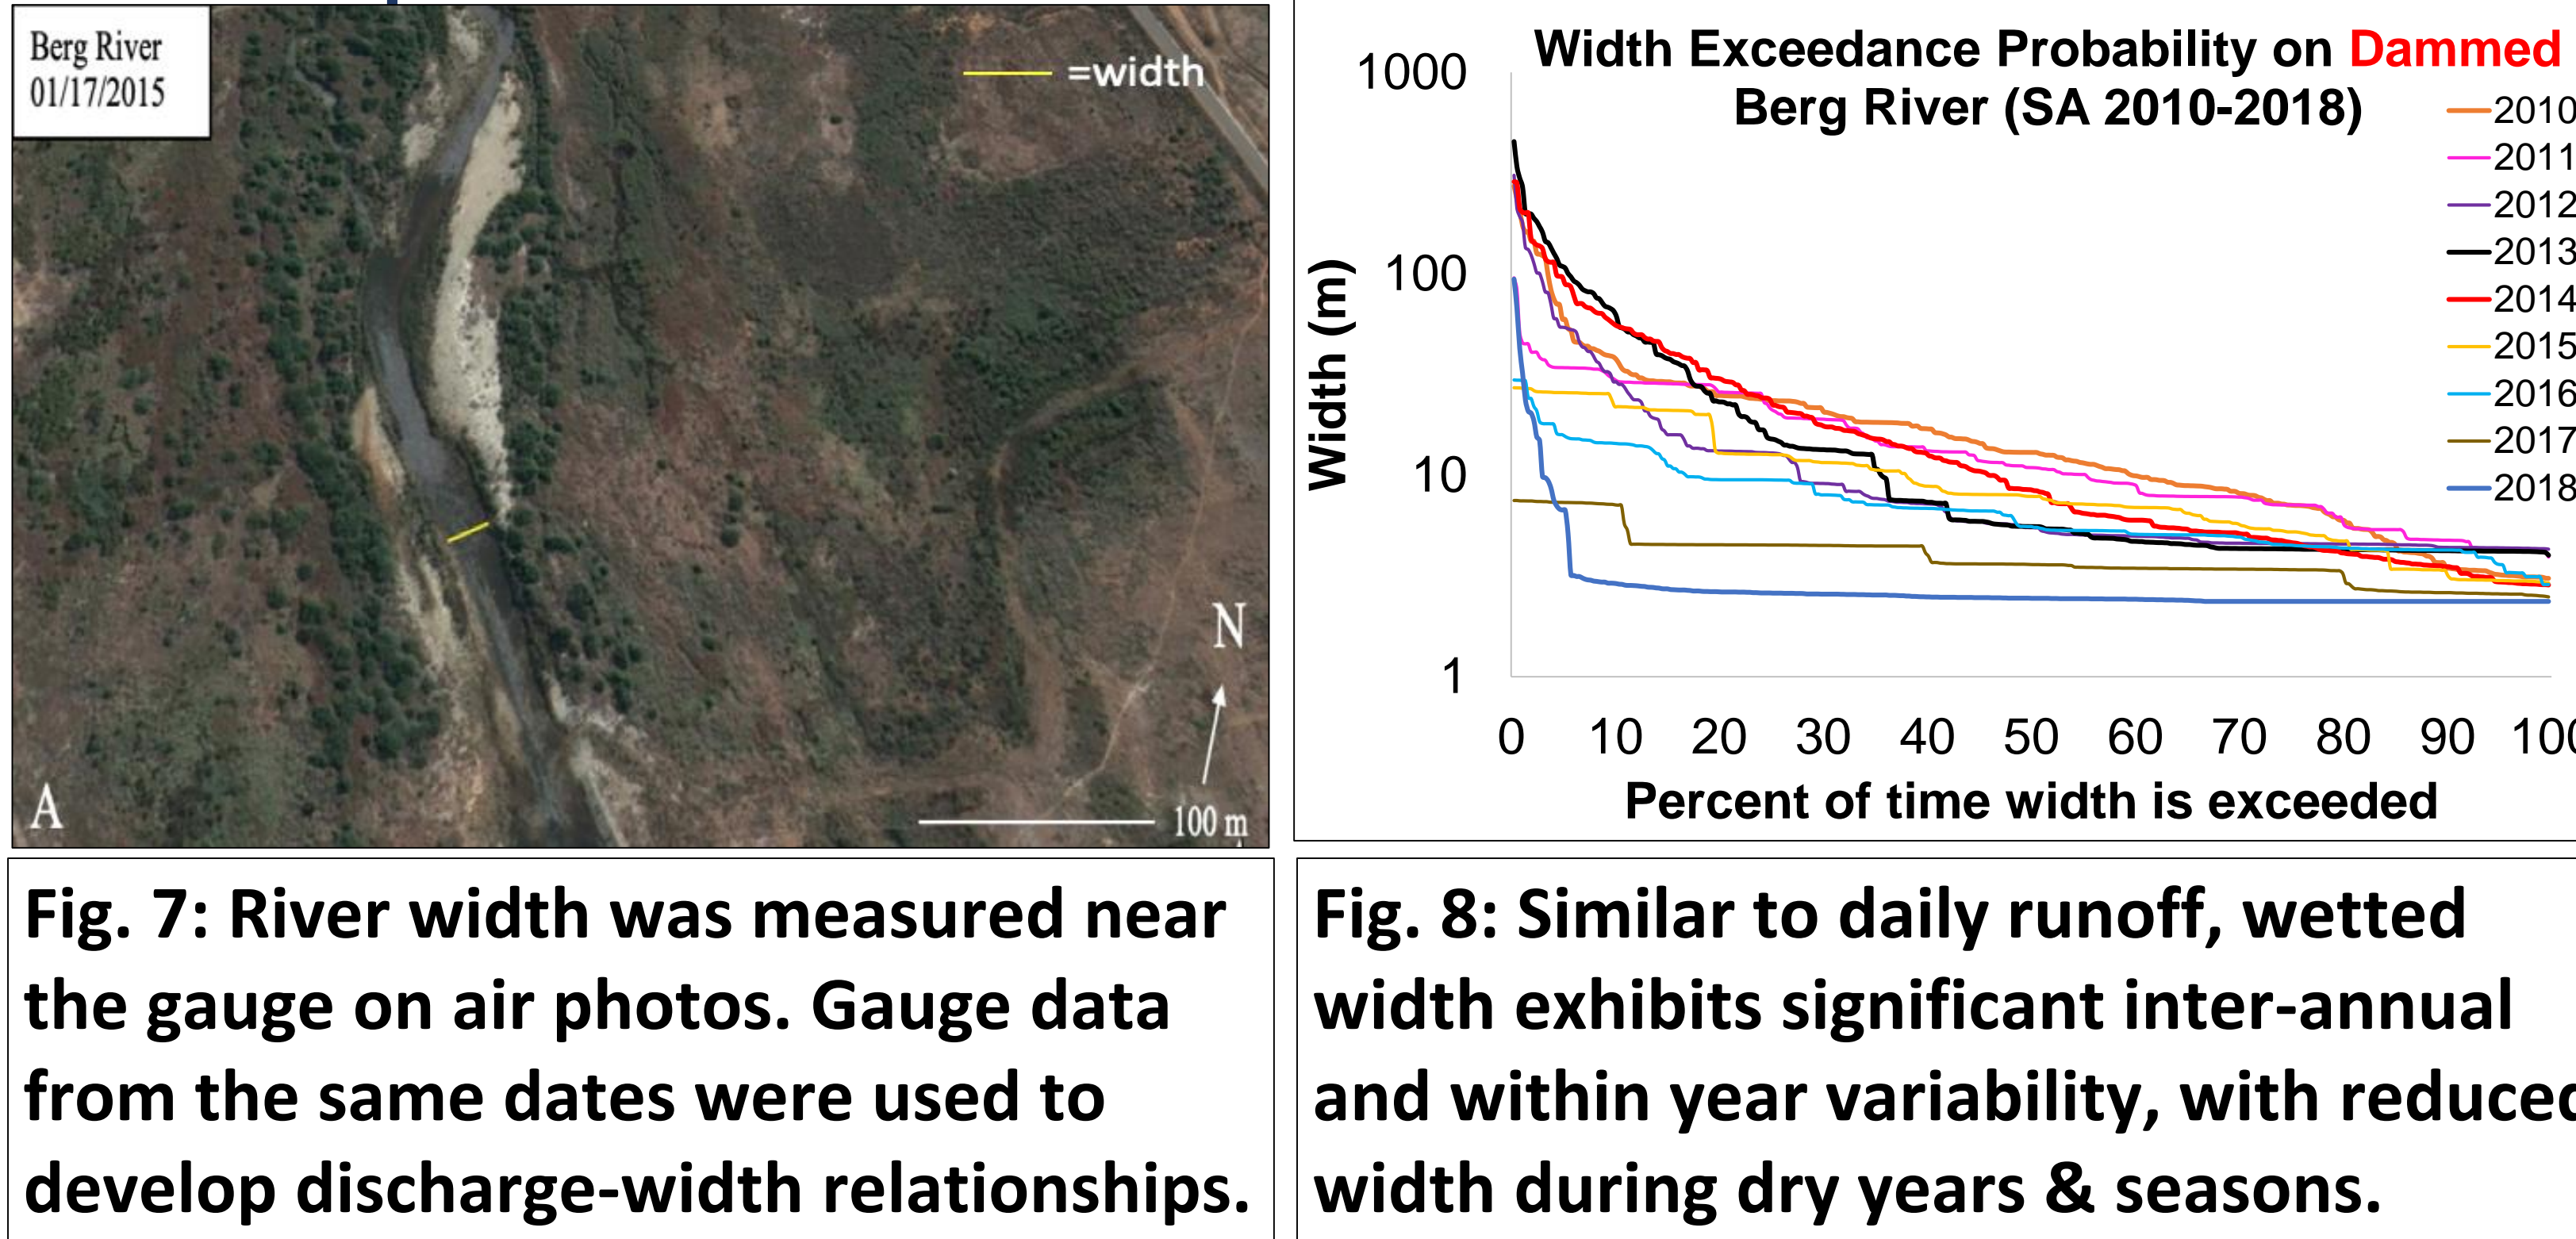 Berg River
01/17/2015
=width
N
100 m
A
Width Exceedance Probability on Dammed
Berg River (SA 2010-2018)
1000
100
10
1
Width (m)
2010
2011
2012
2013
2014
2015
2016
2017
2018
0 10 20 30 40 50 60 70 80 90 100
Percent of time width is exceeded
Fig. 7: River width was measured near
the gauge on air photos. Gauge data
from the same dates were used to
develop discharge-width relationships.
Fig. 8: Similar to daily runoff, wetted
width exhibits significant inter-annual
and within year variability, with reduced
width during dry years & seasons.